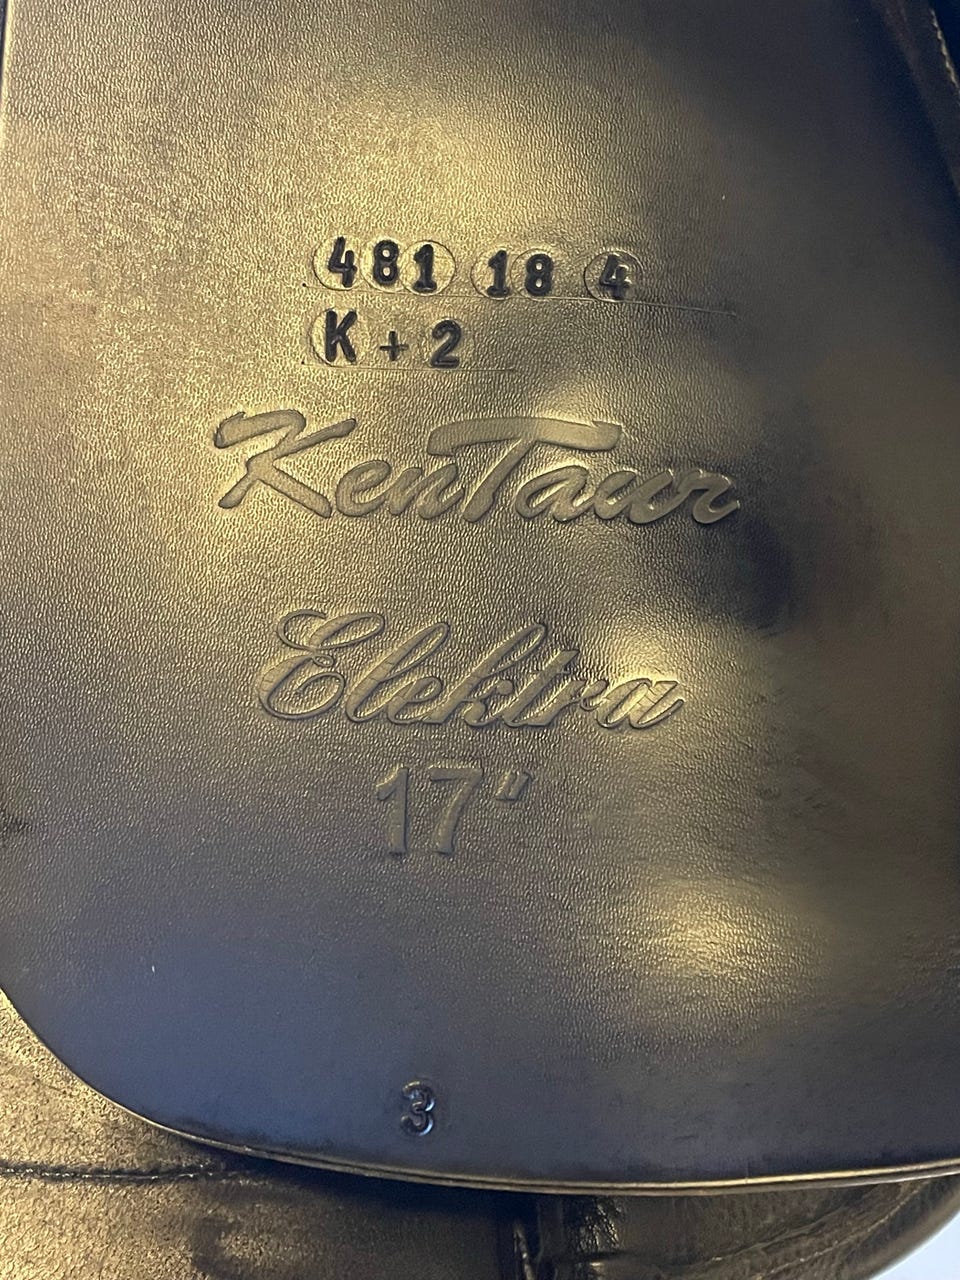 481 18 4
K + 2
KenTaur
Elektra
17"
3